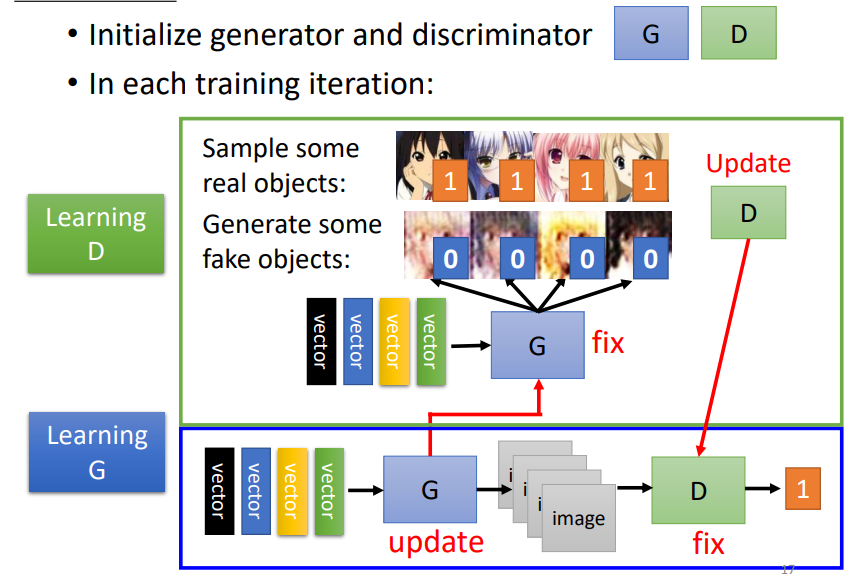 • Initialize generator and discriminator G D
• In each training iteration:
Sample some
real objects:
1 1 1 1
Update
D
Learning
D
Generate some
fake objects:
0 0 0 0
vector vector vector vector
G fix
Learning
G
vector vector vector vector
G
update
i
i
i
image
D
fix
1
17